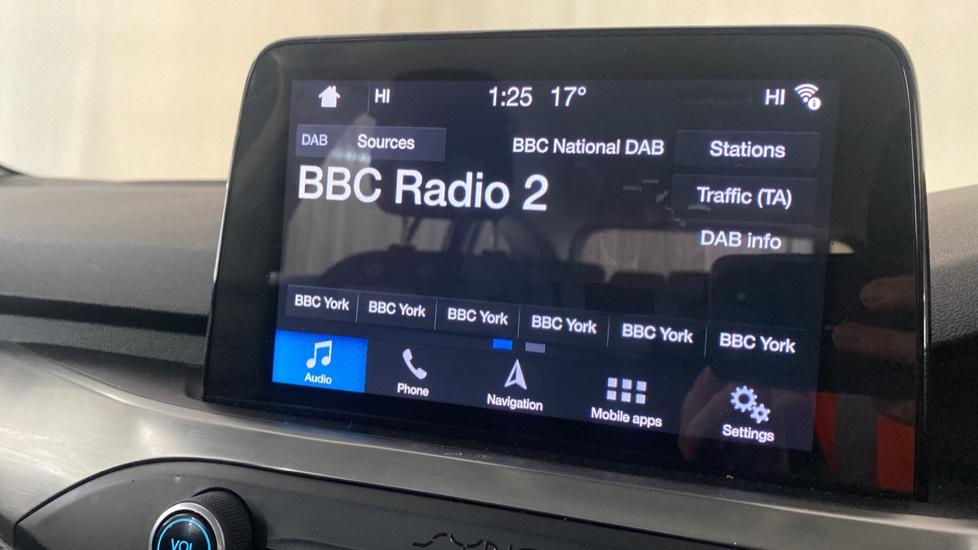 HI 1:25 17° HI
DAB Sources BBC National DAB Stations
BBC Radio 2 Traffic (TA)
DAB info
BBC York BBC York BBC York BBC York BBC York BBC York
Audio Phone Navigation Mobile apps Settings
VOL